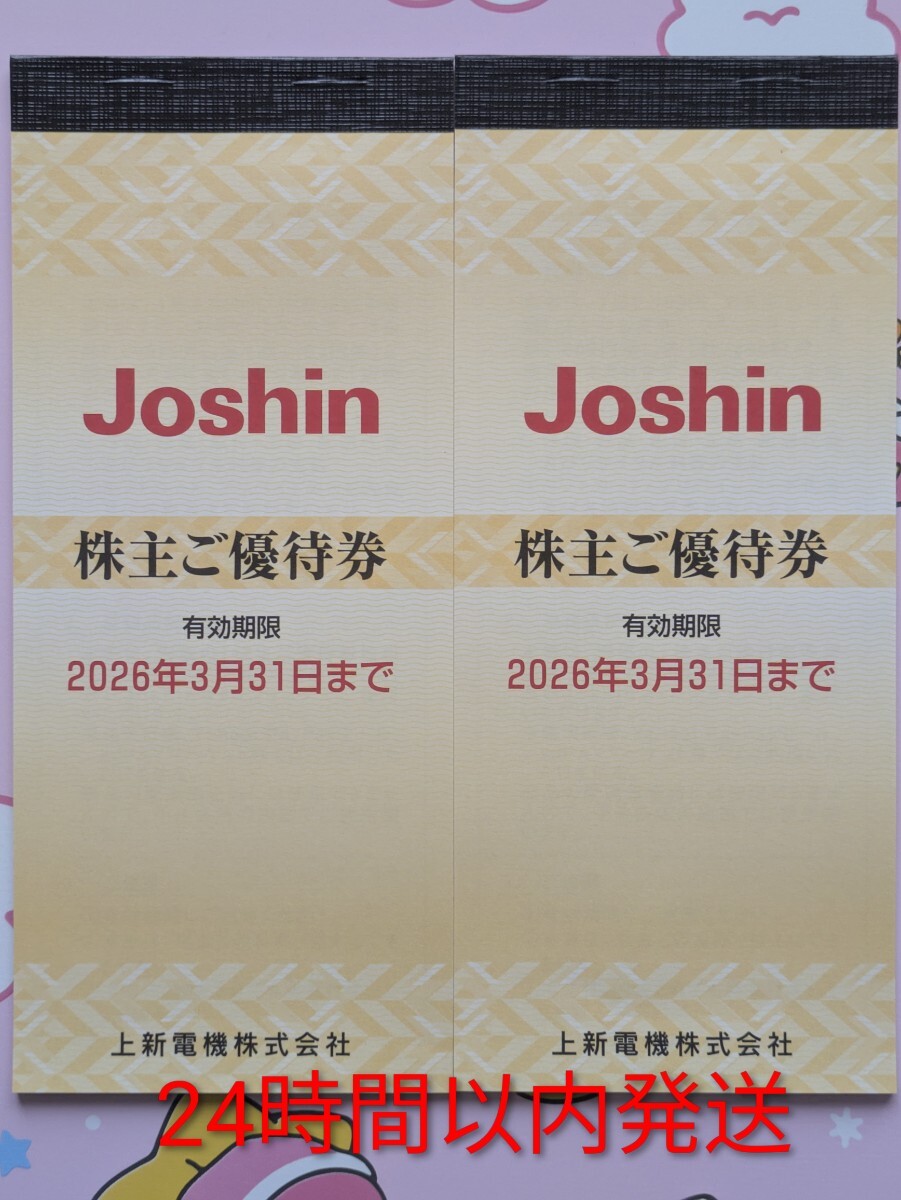 Joshin
株主ご優待券
有効期限
2026年3月31日まで
上新電機株式会社
Joshin
株主ご優待券
有効期限
2026年3月31日まで
上新電機株式会社
24時間以内発送